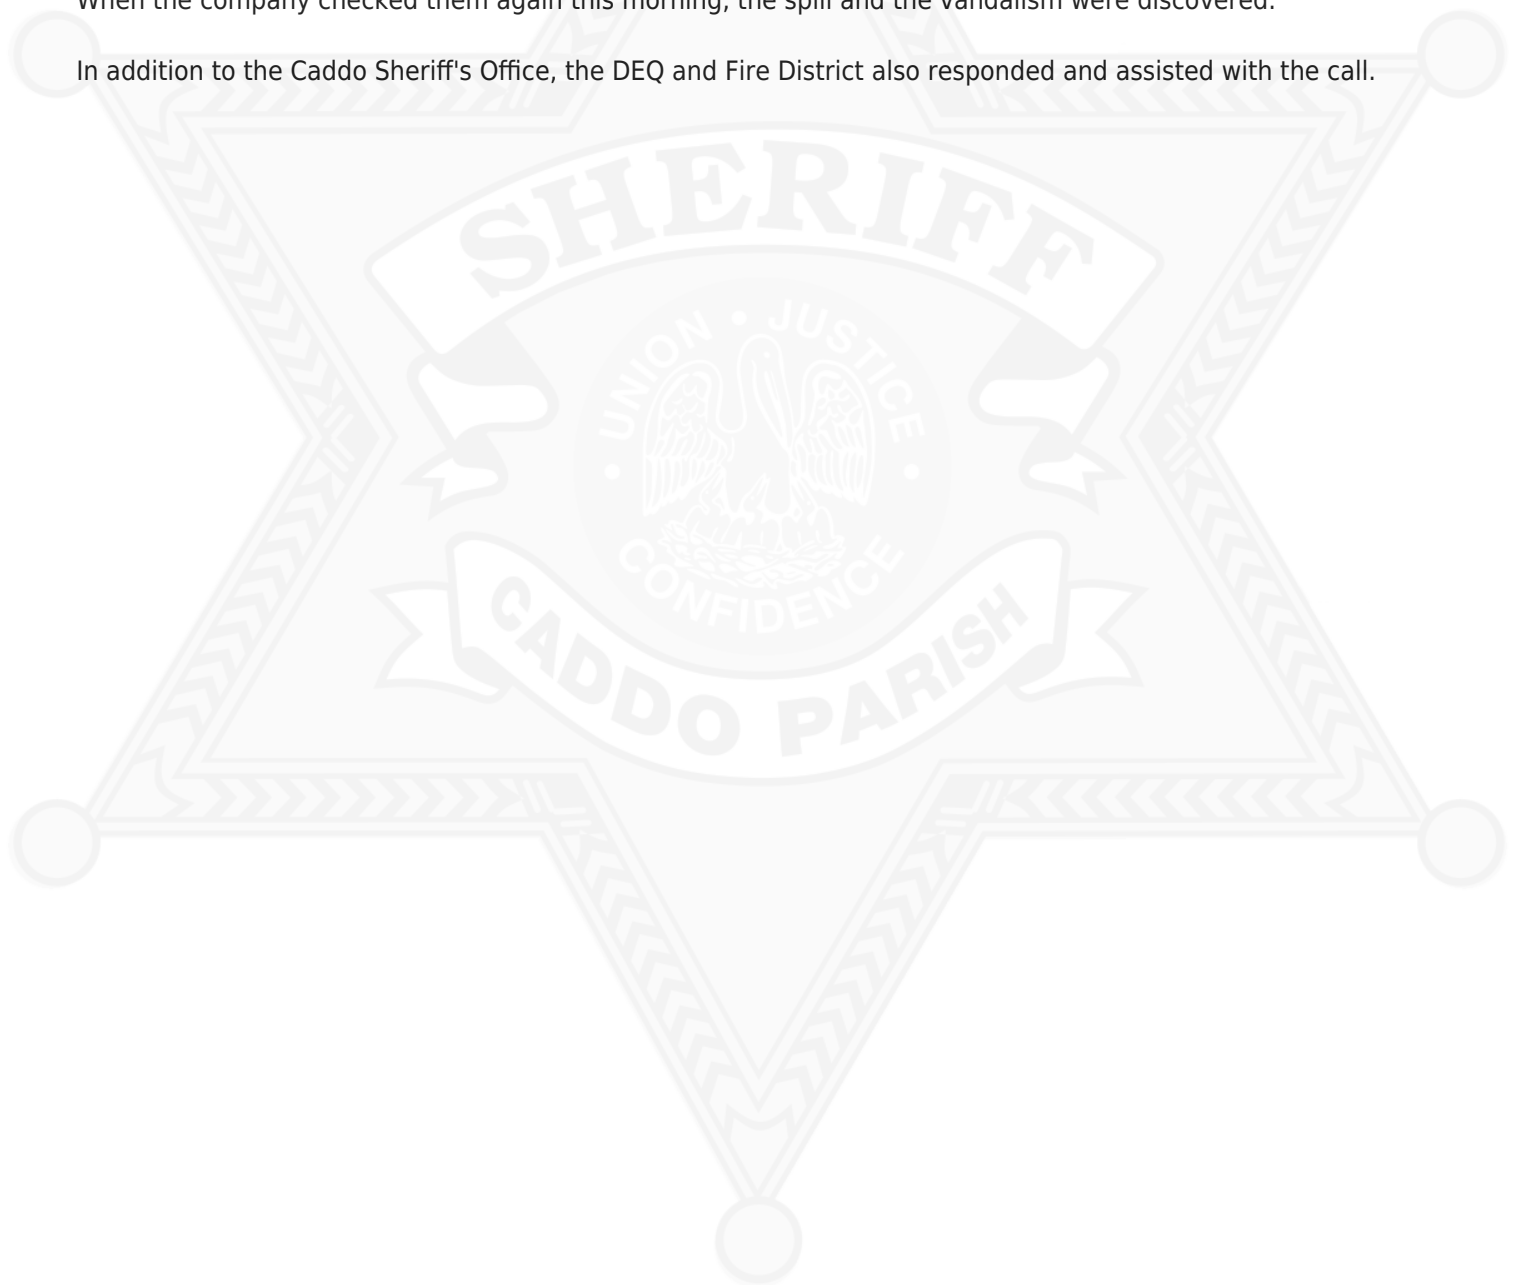 When the company checked them again this morning, the spill and the vandalism were discovered.
In addition to the Caddo Sheriff's Office, the DEQ and Fire District also responded and assisted with the call.
SHERIFF
UNION • JUSTICE
• CONFIDENCE •
CADDO PARISH